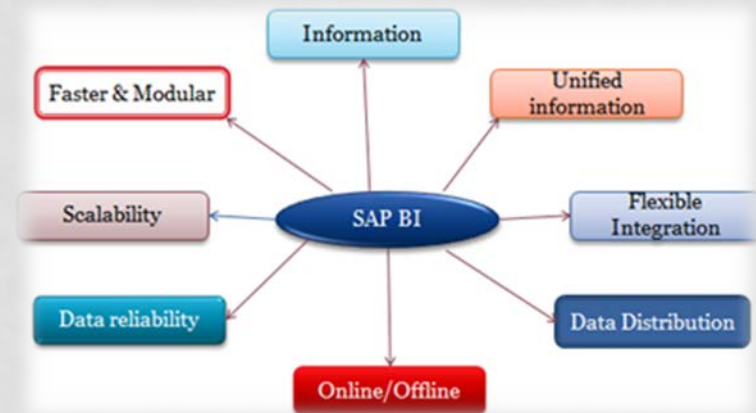 Information
Faster & Modular
Unified
information
Scalability
SAP BI
Flexible
Integration
Data reliability
Data Distribution
Online/Offline